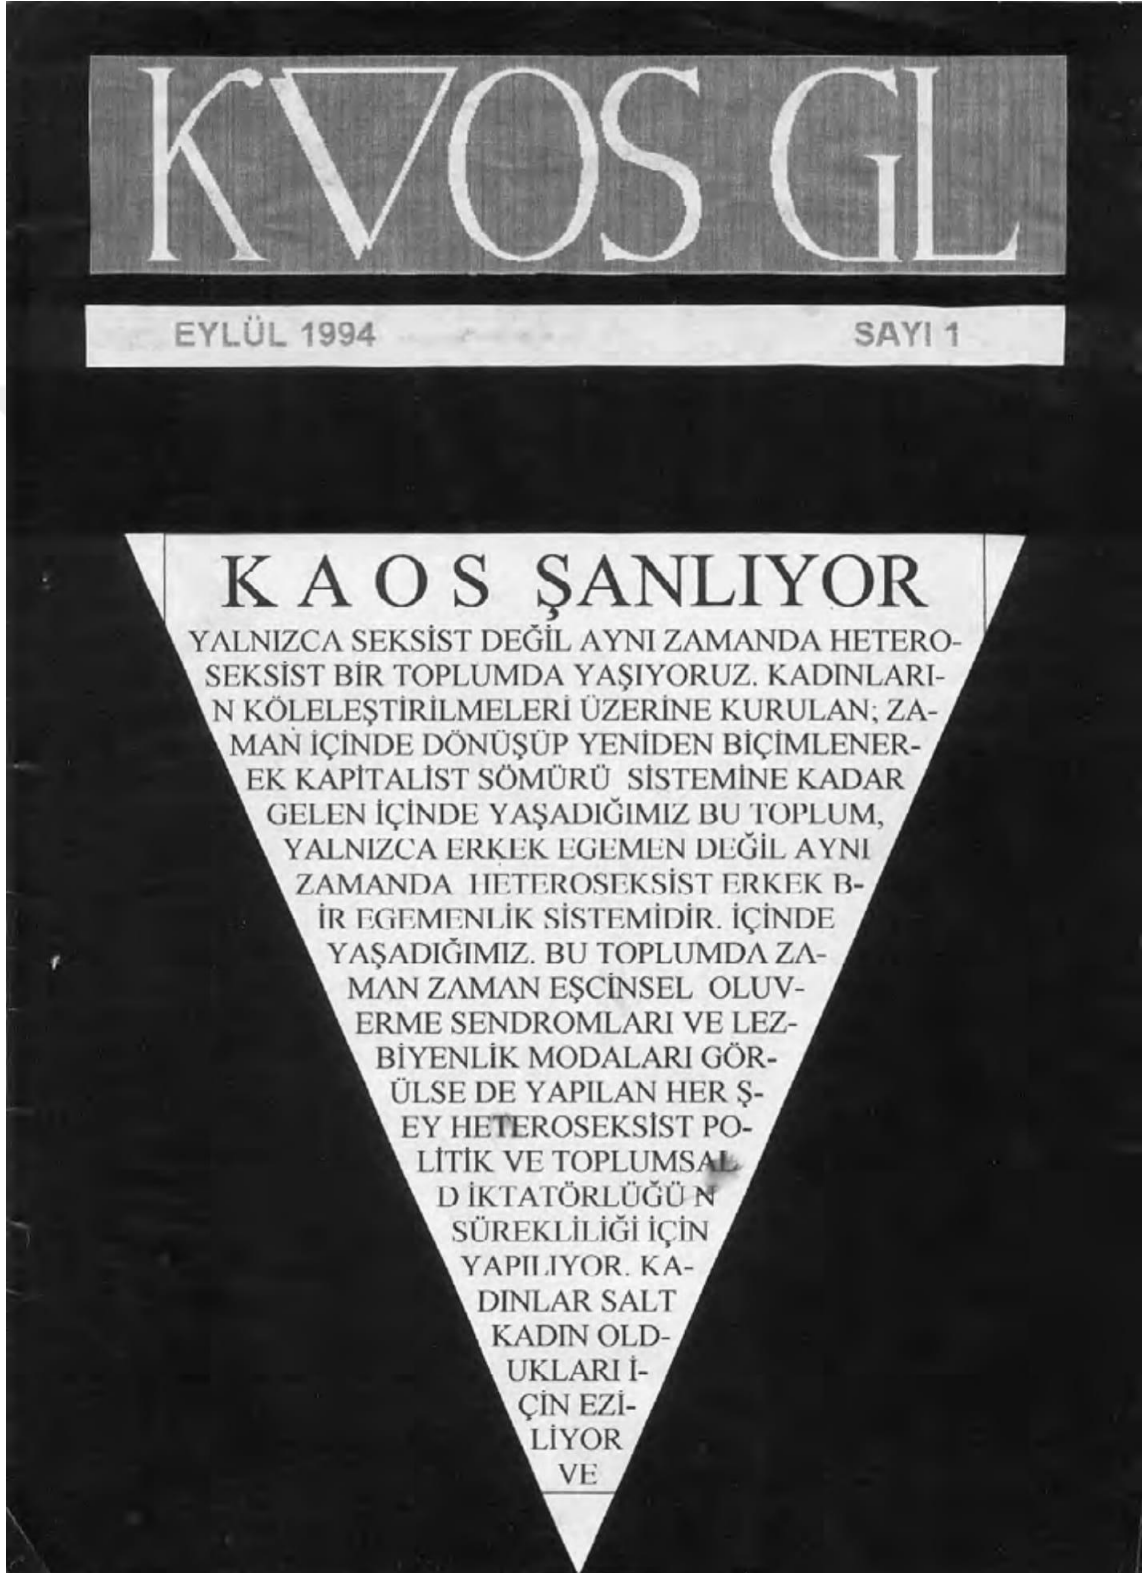 KAOS GL
EYLÜL 1994 SAYI 1
KAOS ŞANLIYOR
YALNIZCA SEKSİST DEĞİL AYNI ZAMANDA HETERO-
SEKSİST BİR TOPLUMDA YAŞIYORUZ. KADINLARI-
N KÖLELEŞTİRİLMELERİ ÜZERİNE KURULAN; ZA-
MAN İÇİNDE DÖNÜŞÜP YENİDEN BİÇİMLENER-
EK KAPİTALİST SÖMÜRÜ SİSTEMİNE KADAR
GELEN İÇİNDE YAŞADIĞIMIZ BU TOPLUM,
YALNIZCA ERKEK EGEMEN DEĞİL AYNI
ZAMANDA HETEROSEKSİST ERKEK B-
İR EGEMENLİK SİSTEMİDİR. İÇİNDE
YAŞADIĞIMIZ. BU TOPLUMDA ZA-
MAN ZAMAN EŞCİNSEL OLUV-
ERME SENDROMLARI VE LEZ-
BİYENLİK MODALARI GÖR-
ÜLSE DE YAPILAN HER Ş-
EY HETEROSEKSİST PO-
LİTİK VE TOPLUMSAL
D İKTATÖRLÜĞÜ N
SÜREKLİLİĞİ İÇİN
YAPILIYOR. KA-
DINLAR SALT
KADIN OLD-
UKLARI İ-
ÇİN EZİ-
LİYOR
VE